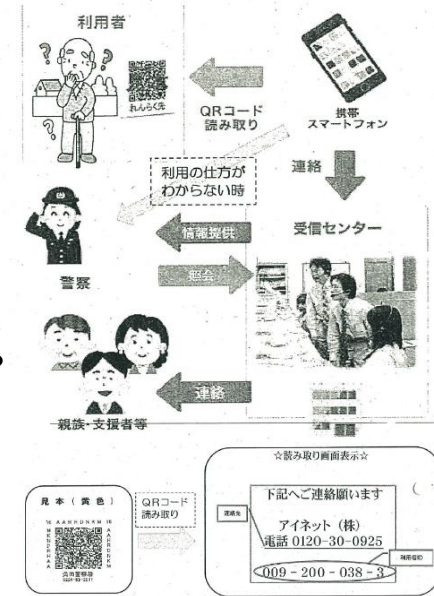 利用者
れんらく先
QRコード
読み取り
携帯
スマートフォン
連絡
利用の仕方が
わからない時
情報提供
受信センター
照会
警察
連絡
親族・支援者等
☆読み取り画面表示☆
見本（黄色）
QRコード
読み取り
連絡先
下記へご連絡願います
アイネット（株）
電話 0120-30-0925
009-200-038-3